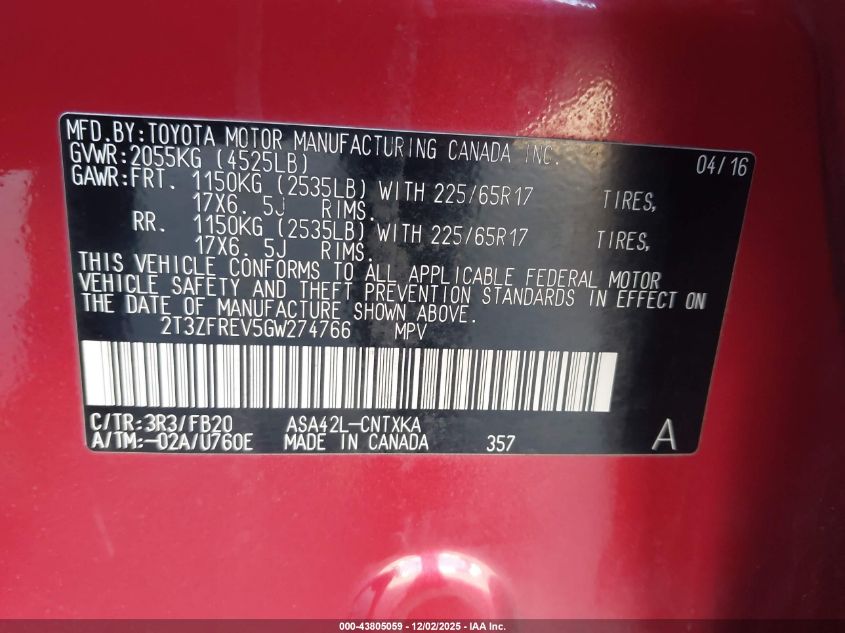 MFD.BY:TOYOTA MOTOR MANUFACTURING CANADA INC. 04/16
GVWR:2055KG (4525LB)
GAWR:FRT. 1150KG (2535LB) WITH 225/65R17 TIRES,
17X6. 5J RIMS.
RR. 1150KG (2535LB) WITH 225/65R17 TIRES,
17X6. 5J RIMS.
THIS VEHICLE CONFORMS TO ALL APPLICABLE FEDERAL MOTOR
VEHICLE SAFETY AND THEFT PREVENTION STANDARDS IN EFFECT ON
THE DATE OF MANUFACTURE SHOWN ABOVE.
2T3ZFREV5GW274766 MPV
C/TR:3R3/FB20 ASA42L-CNTXKA
A/TM:-02A/U760E MADE IN CANADA 357 A
000-43805059 - 12/02/2025 - IAA Inc.